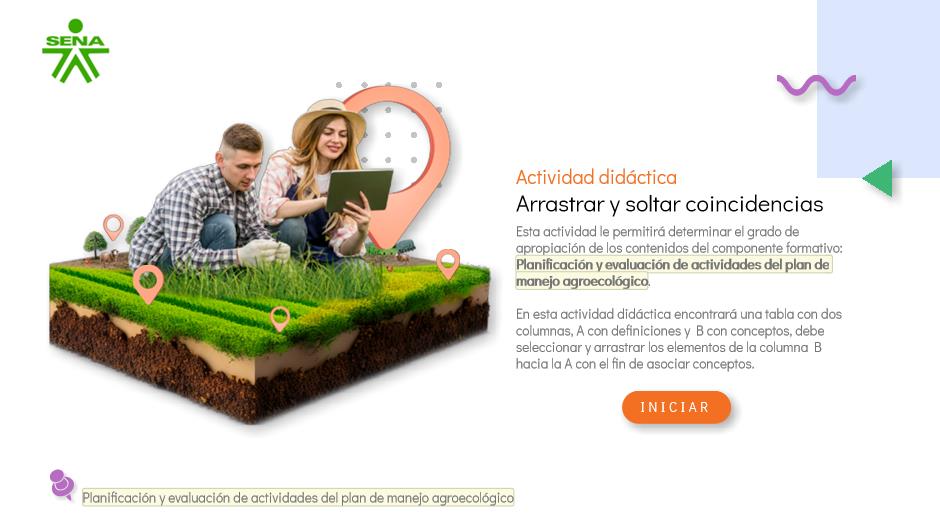 SENA
Actividad didáctica
Arrastrar y soltar coincidencias
Esta actividad le permitirá determinar el grado de
apropiación de los contenidos del componente formativo:
Planificación y evaluación de actividades del plan de
manejo agroecológico.
En esta actividad didáctica encontrará una tabla con dos
columnas, A con definiciones y B con conceptos, debe
seleccionar y arrastrar los elementos de la columna B
hacia la A con el fin de asociar conceptos.
INICIAR
Planificación y evaluación de actividades del plan de manejo agroecológico